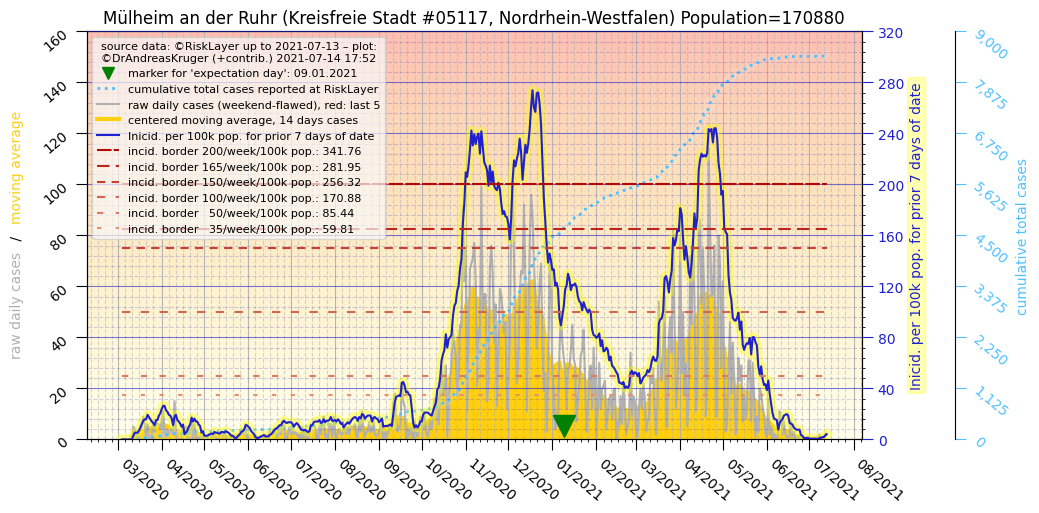 Mülheim an der Ruhr (Kreisfreie Stadt #05117, Nordrhein-Westfalen) Population=170880
source data: ©RiskLayer up to 2021-07-13 – plot:
©DrAndreasKruger (+contrib.) 2021-07-14 17:52
marker for 'expectation day': 09.01.2021
cumulative total cases reported at RiskLayer
raw daily cases (weekend-flawed), red: last 5
centered moving average, 14 days cases
Inicid. per 100k pop. for prior 7 days of date
incid. border 200/week/100k pop.: 341.76
incid. border 165/week/100k pop.: 281.95
incid. border 150/week/100k pop.: 256.32
incid. border 100/week/100k pop.: 170.88
incid. border 50/week/100k pop.: 85.44
incid. border 35/week/100k pop.: 59.81
raw daily cases / moving average
160
140
120
100
80
60
40
20
0
03/2020
04/2020
05/2020
06/2020
07/2020
08/2020
09/2020
10/2020
11/2020
12/2020
01/2021
02/2021
03/2021
04/2021
05/2021
06/2021
07/2021
08/2021
320
280
240
200
160
120
80
40
0
Inicid. per 100k pop. for prior 7 days of date
9,000
7,875
6,750
5,625
4,500
3,375
2,250
1,125
0
cumulative total cases